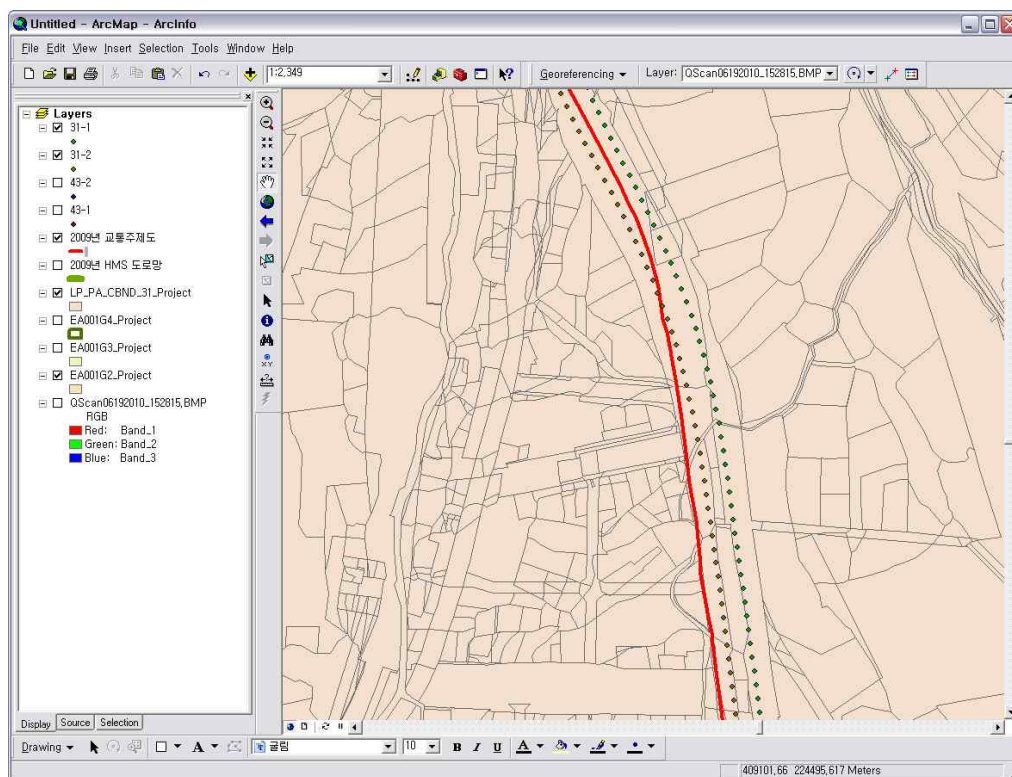 Untitled - ArcMap - ArcInfo
File Edit View Insert Selection Tools Window Help
1:2,349
Georeferencing
Layer: QScan06192010_152815,BMP
Layers
31-1
31-2
43-2
43-1
2009년 교통주제도
2009년 HMS 도로망
LP_PA_CBND_31_Project
EA001G4_Project
EA001G3_Project
EA001G2_Project
QScan06192010_152815,BMP
RGB
Red: Band_1
Green: Band_2
Blue: Band_3
XY
Display Source Selection
Drawing A 굴림 10 B I U A
409101,66 224495,617 Meters